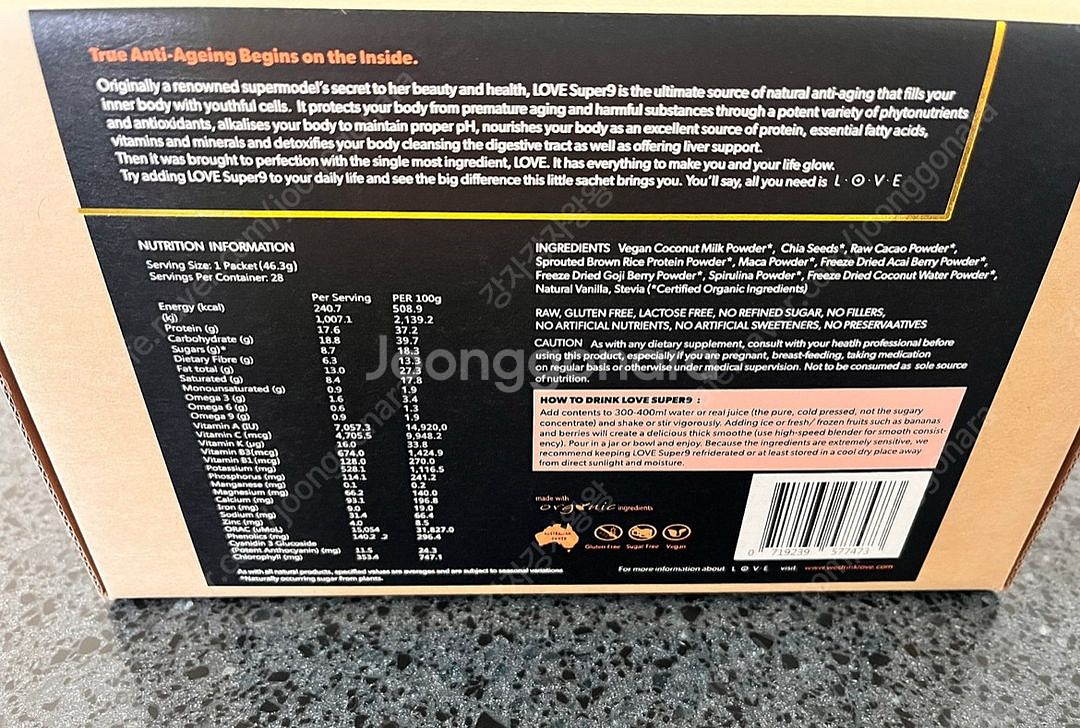 True Anti-Ageing Begins on the Inside.
Originally a renowned supermodel's secret to her beauty and health, LOVE Super9 is the ultimate source of natural anti-aging that fills your
inner body with youthful cells. It protects your body from premature aging and harmful substances through a potent variety of phytonutrients
and antioxidants, alkalises your body to maintain proper pH, nourishes your body as an excellent source of protein, essential fatty acids,
vitamins and minerals and detoxifies your body cleansing the digestive tract as well as offering liver support.
Then it was brought to perfection with the single most ingredient, LOVE. It has everything to make you and your life glow.
Try adding LOVE Super9 to your daily life and see the big difference this little sachet brings you. You'll say, all you need is L·O·V·E
NUTRITION INFORMATION
Serving Size: 1 Packet (46.3g)
Servings Per Container: 28
Per Serving PER 100g
Energy (kcal) 240.7 508.9
(kj) 1,007.1 2,139.2
Protein (g) 17.6 37.2
Carbohydrate (g) 18.8 39.7
Sugars (g)* 8.7 18.3
Dietary Fibre (g) 6.3 13.3
Fat total (g) 13.0 27.3
Saturated (g) 8.4 17.8
Monounsaturated (g) 0.9 1.9
Omega 3 (g) 1.6 3.4
Omega 6 (g) 0.6 1.3
Omega 9 (g) 0.9 1.9
Vitamin A (IU) 7,057.3 14,920.0
Vitamin C (mcg) 4,705.5 9,948.2
Vitamin K (µg) 16.0 33.8
Vitamin B3(mcg) 674.0 1,424.9
Vitamin B1(mcg) 128.0 270.0
Potassium (mg) 528.1 1,116.5
Phosphorus (mg) 114.1 241.2
Manganese (mg) 0.1 0.2
Magnesium (mg) 66.2 140.0
Calcium (mg) 93.1 196.8
Iron (mg) 9.0 19.0
Sodium (mg) 31.4 66.4
Zinc (mg) 4.0 8.5
ORAC (uMoL) 15,054 31,827.0
Phenolics (mg) 140.2 .2 296.4
Cyanidin 3 Glucoside
(Potent Anthocyanin) (mg) 11.5 24.3
Chlorophyll (mg) 353.4 747.1
As with all natural products, specified values are averages and are subject to seasonal variations
*Naturally occurring sugar from plants.
INGREDIENTS Vegan Coconut Milk Powder*, Chia Seeds*, Raw Cacao Powder*,
Sprouted Brown Rice Protein Powder*, Maca Powder*, Freeze Dried Acai Berry Powder*,
Freeze Dried Goji Berry Powder*, Spirulina Powder*, Freeze Dried Coconut Water Powder*,
Natural Vanilla, Stevia (*Certified Organic Ingredients)
RAW, GLUTEN FREE, LACTOSE FREE, NO REFINED SUGAR, NO FILLERS,
NO ARTIFICIAL NUTRIENTS, NO ARTIFICIAL SWEETENERS, NO PRESERVAATIVES
CAUTION As with any dietary supplement, consult with your heatlh professional before
using this product, especially if you are pregnant, breast-feeding, taking medication
on regular basis or otherwise under medical supervision. Not to be consumed as sole source
of nutrition.
HOW TO DRINK LOVE SUPER9 :
Add contents to 300-400ml water or real juice (the pure, cold pressed, not the sugary
concentrate) and shake or stir vigorously. Adding ice or fresh/ frozen fruits such as bananas
and berries will create a delicious thick smoothe (use high-speed blender for smooth consist-
ency). Pour in a jar or bowl and enjoy. Because the ingredients are extremely sensitive, we
recommend keeping LOVE Super9 refriderated or at least stored in a cool dry place away
from direct sunlight and moisture.
made with
organic ingredients
AUSTRALIAN
Gluten Free Sugar Free Vegan
0 719239 577473
For more information about L O V E visit www.wedrinklove.com
Joonggonara